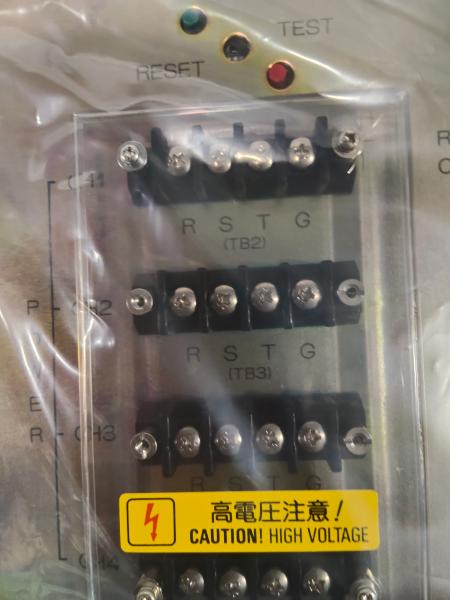 TEST
RESET
CH1
R S T G
(TB2)
P CH2
R S T G
(TB3)
E
R CH3
R S T G
高電圧注意!
CAUTION! HIGH VOLTAGE
CH4